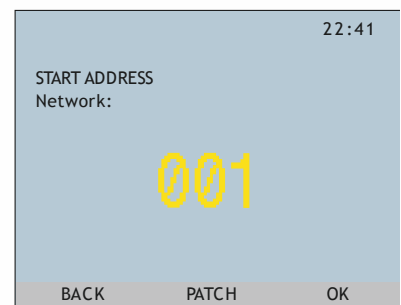 22:41
START ADDRESS
Network:
001
BACK PATCH OK